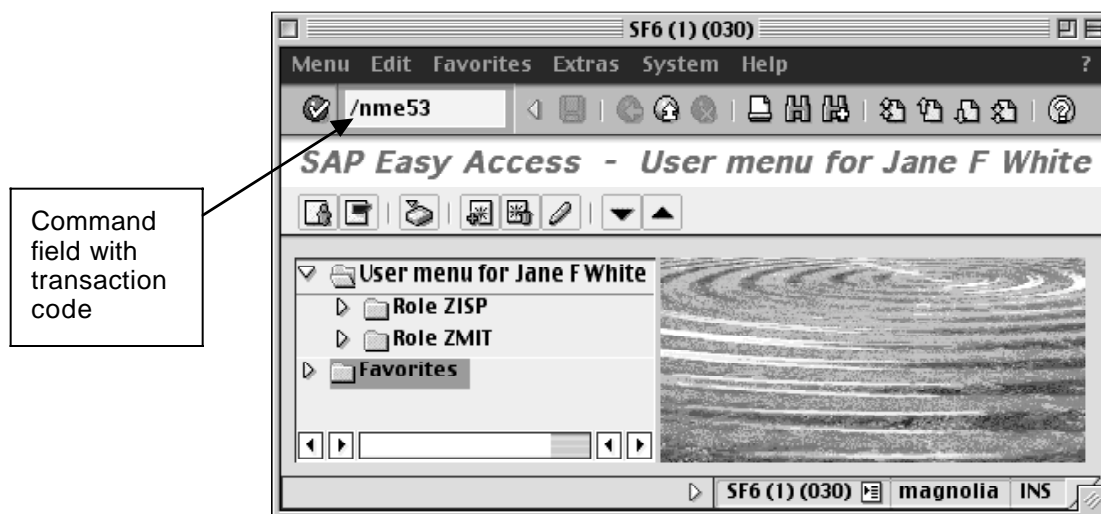 SF6 (1) (030)
Menu Edit Favorites Extras System Help ?
/nme53
SAP Easy Access - User menu for Jane F White
Command
field with
transaction
code
User menu for Jane F White
Role ZISP
Role ZMIT
Favorites
SF6 (1) (030) magnolia INS